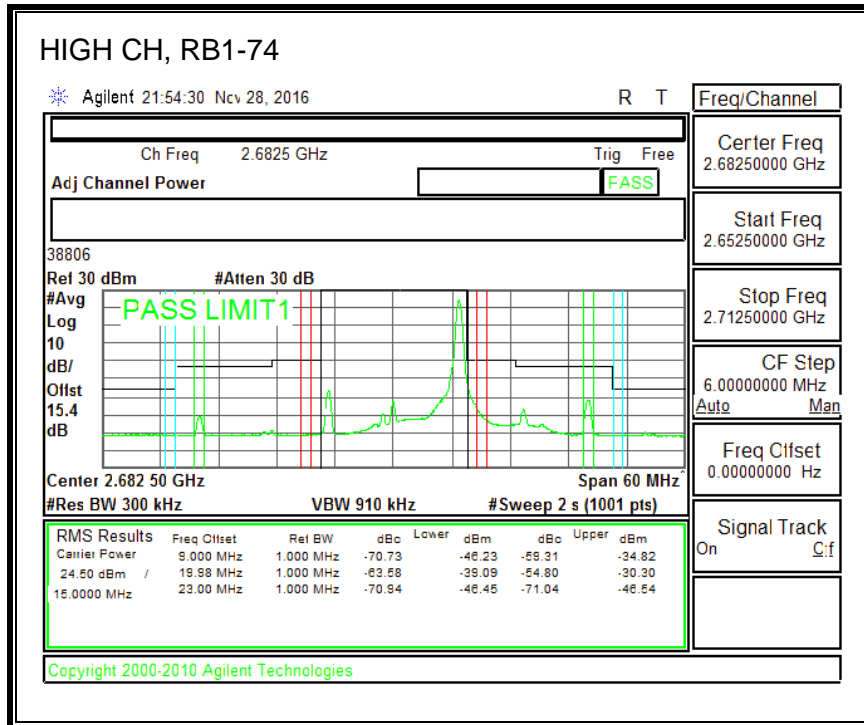 HIGH CH, RB1-74
Agilent 21:54:30 Nov 28, 2016 R T
Freq/Channel
Ch Freq 2.6825 GHz Trig Free
Adj Channel Power FASS
38806
Ref 30 dBm #Atten 30 dB
#Avg
Log
10
dB/
Offst
15.4
dB
PASS LIMIT1
Center 2.682 50 GHz Span 60 MHz^
#Res BW 300 kHz VBW 910 kHz #Sweep 2 s (1001 pts)
RMS Results Freq Offset Ref BW dBc Lower dBm dBc Upper dBm
Carrier Power 9.000 MHz 1.000 MHz -70.73 -46.23 -59.31 -34.82
24.50 dBm / 19.98 MHz 1.000 MHz -63.58 -39.09 -54.80 -30.30
15.0000 MHz 23.00 MHz 1.000 MHz -70.94 -46.45 -71.04 -46.54
Copyright 2000-2010 Agilent Technologies
Center Freq
2.68250000 GHz
Start Freq
2.65250000 GHz
Stop Freq
2.71250000 GHz
CF Step
6.00000000 MHz
Auto Man
Freq Offset
0.00000000 Hz
Signal Track
On Off